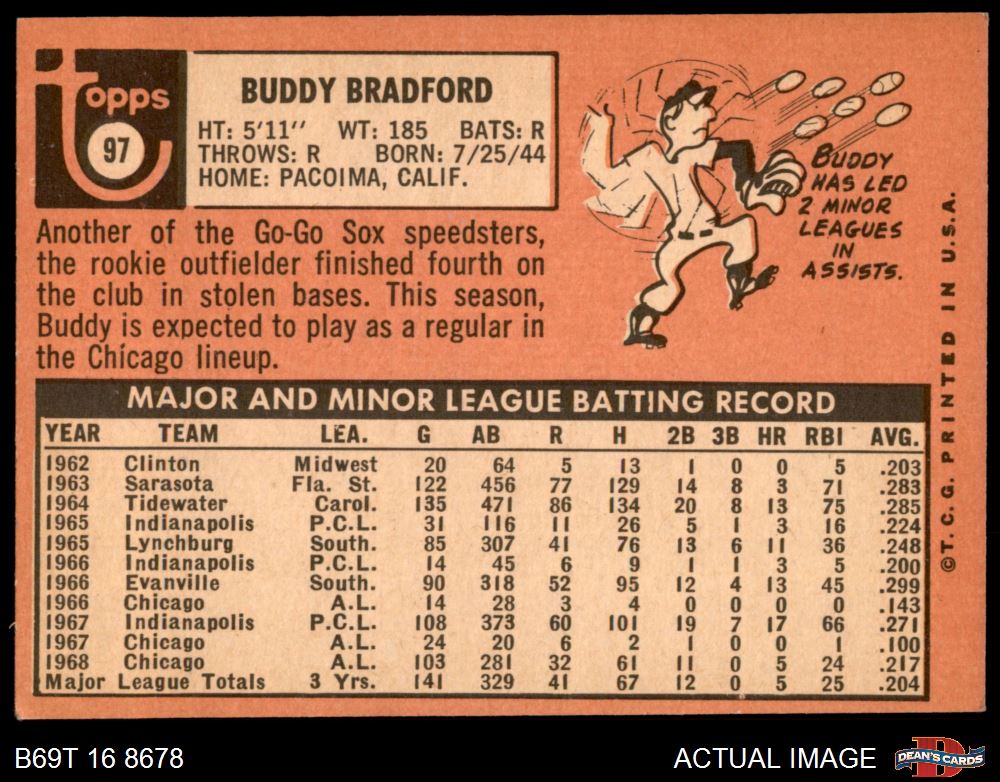 topps
97
BUDDY BRADFORD
HT: 5'11" WT: 185 BATS: R
THROWS: R BORN: 7/25/44
HOME: PACOIMA, CALIF.
Another of the Go-Go Sox speedsters,
the rookie outfielder finished fourth on
the club in stolen bases. This season,
Buddy is expected to play as a regular in
the Chicago lineup.
BUDDY
HAS LED
2 MINOR
LEAGUES
IN
ASSISTS.
MAJOR AND MINOR LEAGUE BATTING RECORD
YEAR TEAM LEA. G AB R H 2B 3B HR RBI AVG.
1962 Clinton Midwest 20 64 5 13 1 0 0 5 .203
1963 Sarasota Fla. St. 122 456 77 129 14 8 3 71 .283
1964 Tidewater Carol. 135 471 86 134 20 8 13 75 .285
1965 Indianapolis P.C.L. 31 116 11 26 5 1 3 16 .224
1965 Lynchburg South. 85 307 41 76 13 6 11 36 .248
1966 Indianapolis P.C.L. 14 45 6 9 1 1 3 5 .200
1966 Evanville South. 90 318 52 95 12 4 13 45 .299
1966 Chicago A.L. 14 28 3 4 0 0 0 0 .143
1967 Indianapolis P.C.L. 108 373 60 101 19 7 17 66 .271
1967 Chicago A.L. 24 20 6 2 1 0 0 1 .100
1968 Chicago A.L. 103 281 32 61 11 0 5 24 .217
Major League Totals 3 Yrs. 141 329 41 67 12 0 5 25 .204
©T. C. G. PRINTED IN U.S.A.
B69T 16 8678
ACTUAL IMAGE
D
DEAN'S CARDS